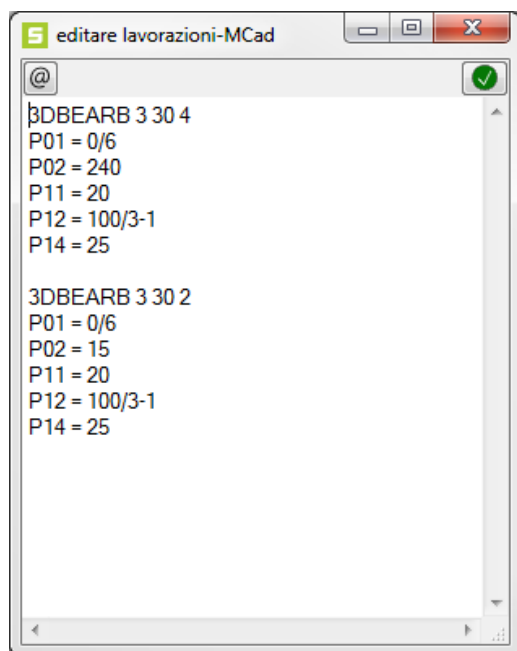 editare lavorazioni-MCad
@
3DBEARB 3 30 4
P01 = 0/6
P02 = 240
P11 = 20
P12 = 100/3-1
P14 = 25

3DBEARB 3 30 2
P01 = 0/6
P02 = 15
P11 = 20
P12 = 100/3-1
P14 = 25